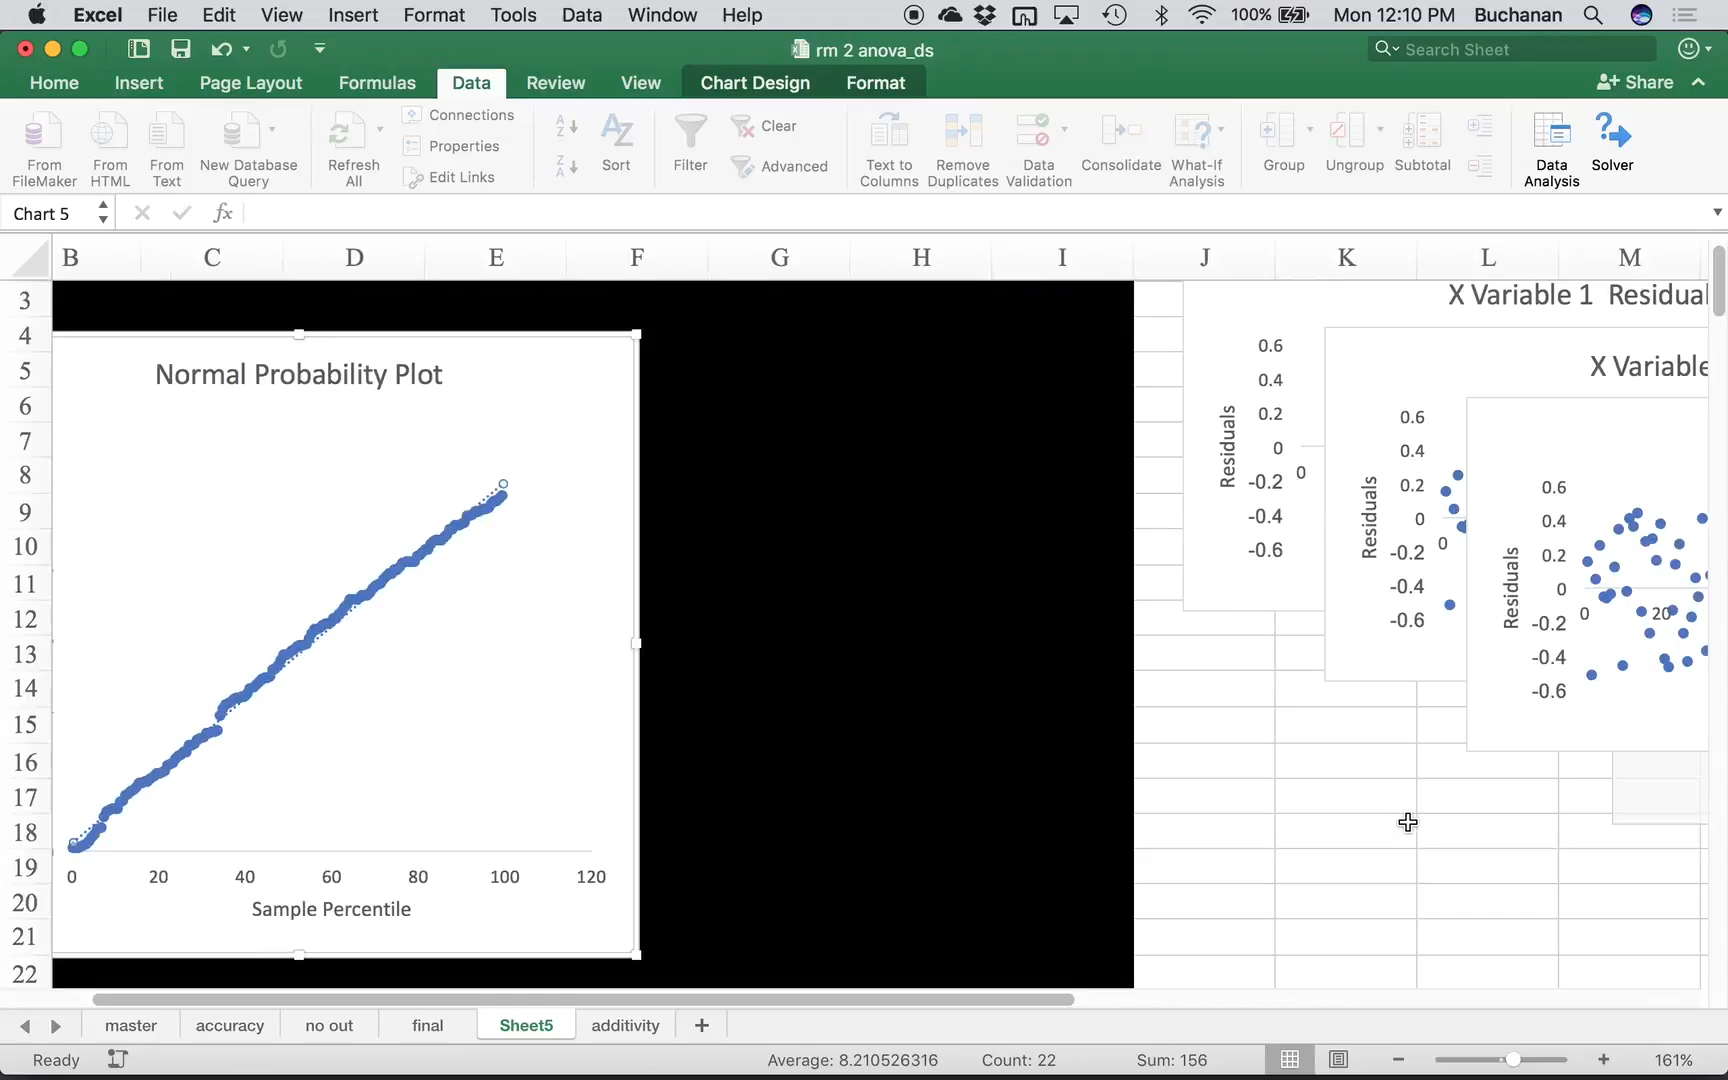 Excel File Edit View Insert Format Tools Data Window Help 100% Mon 12:10 PM Buchanan
rm 2 anova_ds
Search Sheet
Home Insert Page Layout Formulas Data Review View Chart Design Format Share
From FileMaker
From HTML
From Text
New Database Query
Refresh All
Connections
Properties
Edit Links
Sort
Filter
Clear
Advanced
Text to Columns
Remove Duplicates
Data Validation
Consolidate
What-If Analysis
Group
Ungroup
Subtotal
Data Analysis
Solver
Chart 5
fx
B C D E F G H I J K L M
3
4
5
6
7
8
9
10
11
12
13
14
15
16
17
18
19
20
21
22
Normal Probability Plot
0 20 40 60 80 100 120
Sample Percentile
X Variable 1 Residual
Residuals
0.6
0.4
0.2
0
-0.2
-0.4
-0.6
0
X Variable
Residuals
0.6
0.4
0.2
0
-0.2
-0.4
-0.6
0
Residuals
0.6
0.4
0.2
0
-0.2
-0.4
-0.6
0 20
master accuracy no out final Sheet5 additivity +
Ready Average: 8.210526316 Count: 22 Sum: 156 161%